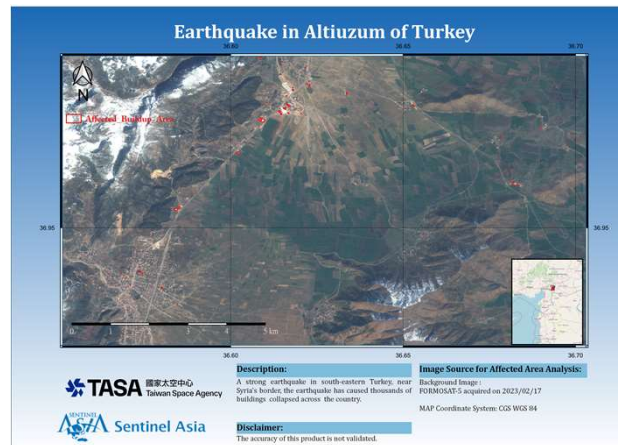 Earthquake in Altiuzum of Turkey
36.60 36.65 36.70
N
Affected_Buildup_Area
36.95 36.95
0 5 km
36.60 36.65 36.70
TASA 國家太空中心
Taiwan Space Agency
SENTINEL
ASIA Sentinel Asia
Description:
A strong earthquake in south-eastern Turkey, near
Syria's border, the earthquake has caused thousands of
buildings collapsed across the country.
Disclaimer:
The accuracy of this product is not validated.
Image Source for Affected Area Analysis:
Background Image :
FORMOSAT-5 acquired on 2023/02/17
MAP Coordinate System: CGS WGS 84